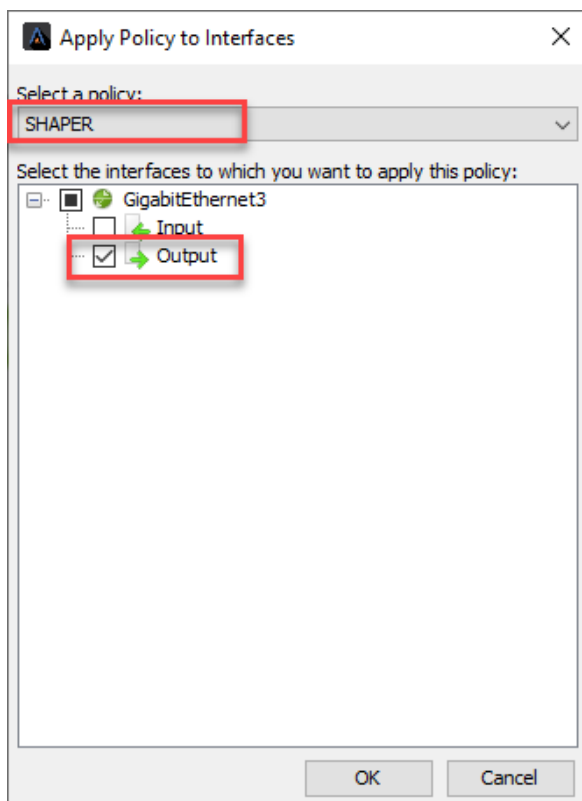 Apply Policy to Interfaces
Select a policy:
SHAPER
Select the interfaces to which you want to apply this policy:
GigabitEthernet3
Input
Output
OK
Cancel